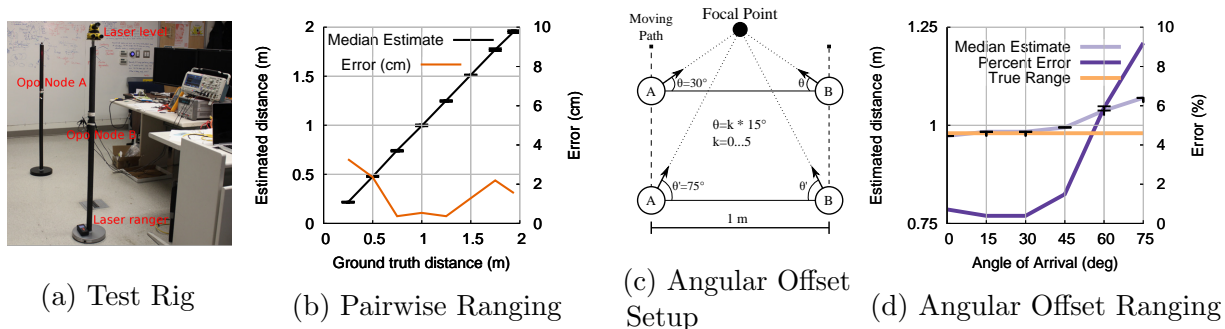 Laser level
Opo Node A
Opo Node B
Laser ranger
(a) Test Rig
Estimated distance (m)
2
1.5
1
0.5
0
Median Estimate
Error (cm)
10
8
6
4
2
0
Error (cm)
0 0.5 1 1.5 2
Ground truth distance (m)
(b) Pairwise Ranging
Moving
Path
Focal Point
A
θ=30°
θ
B
θ=k * 15°
k=0...5
A
θ'=75°
θ'
B
1 m
(c) Angular Offset
Setup
Estimated distance (m)
1.25
1
0.75
Median Estimate
Percent Error
True Range
10
8
6
4
2
0
Error (%)
0 15 30 45 60 75
Angle of Arrival (deg)
(d) Angular Offset Ranging